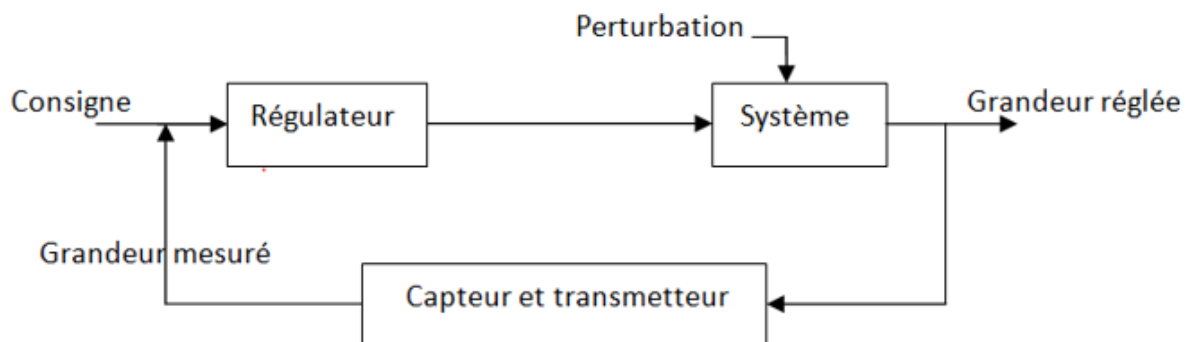 Perturbation
Consigne
Régulateur
Système
Grandeur réglée
Grandeur mesuré
Capteur et transmetteur